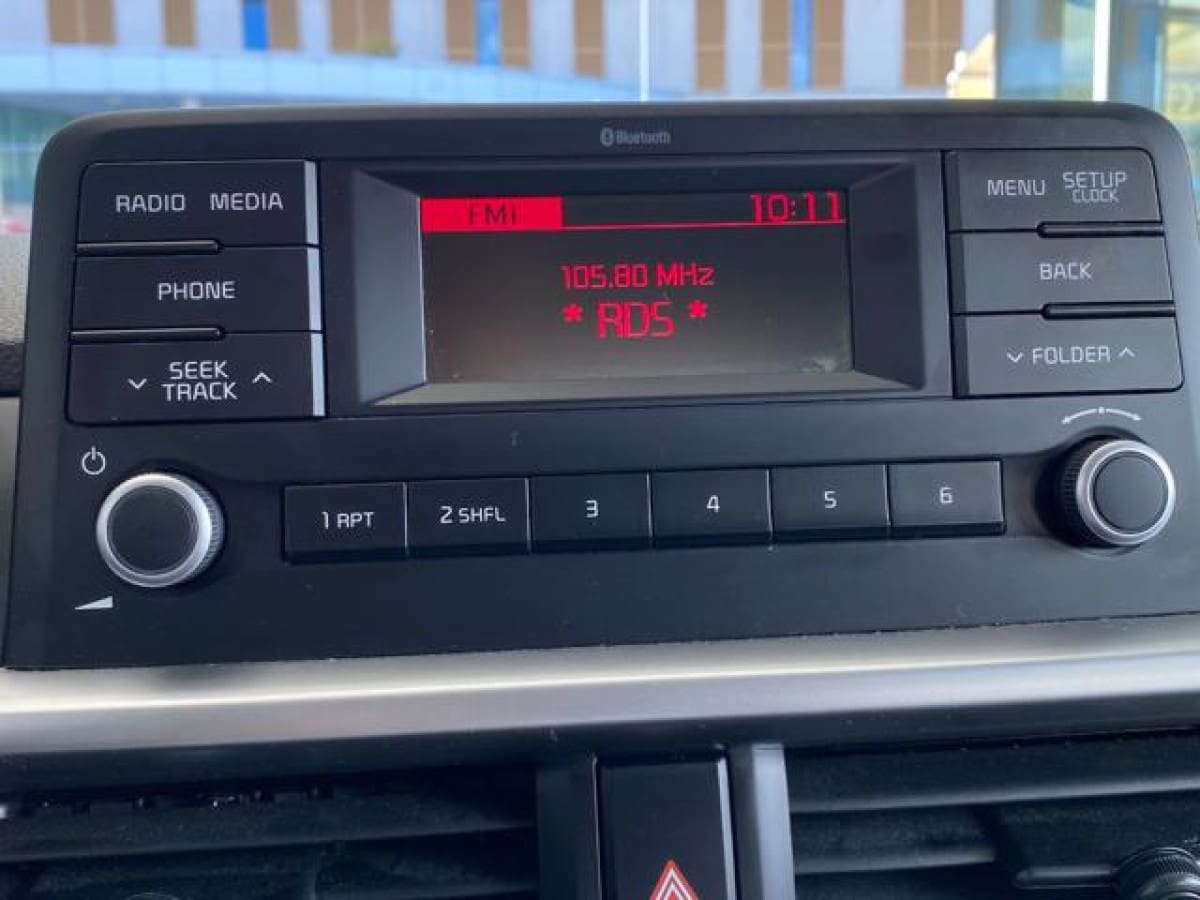 Bluetooth
RADIO MEDIA
PHONE
SEEK
TRACK
FM1 10:11
105.80 MHz
* RDS *
MENU SETUP
CLOCK
BACK
FOLDER
1 RPT 2 SHFL 3 4 5 6